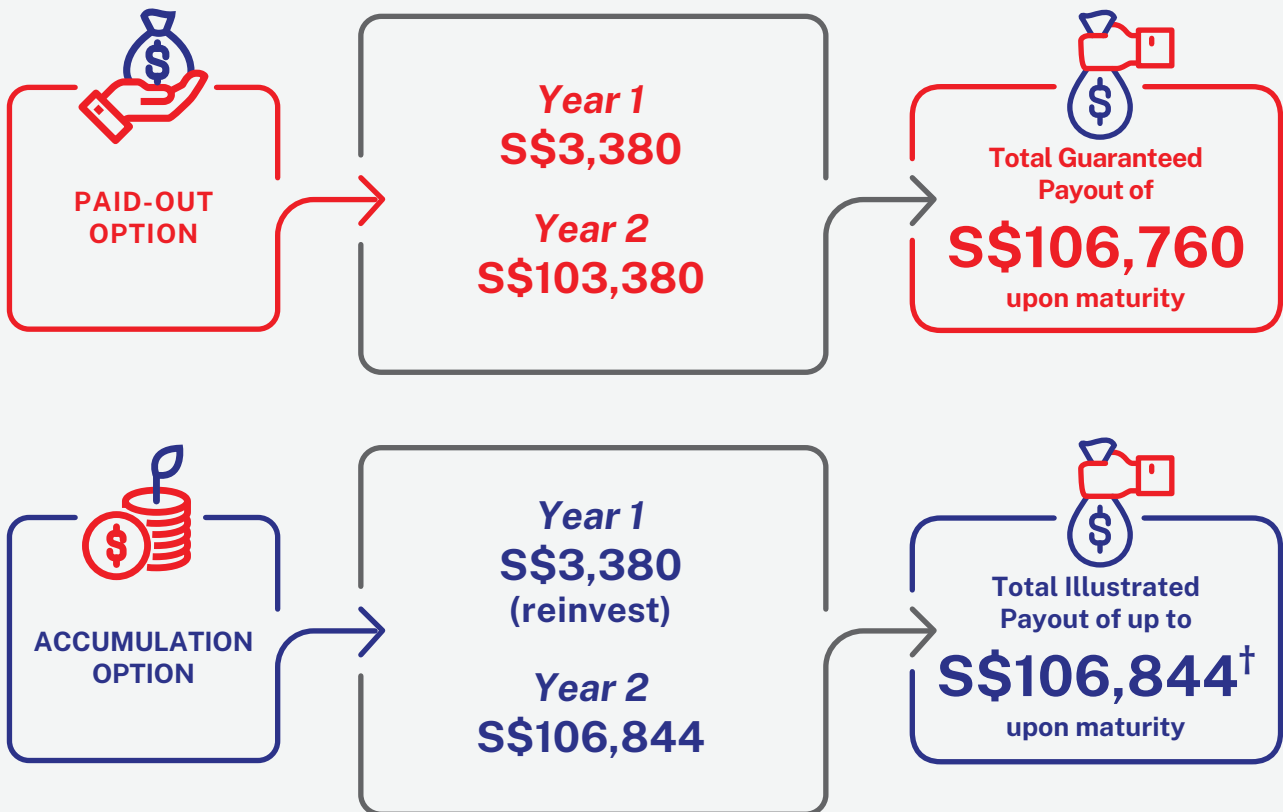 PAID-OUT
OPTION
Year 1
S$3,380
Year 2
S$103,380
$
$
Total Guaranteed
Payout of
S$106,760
upon maturity
$
ACCUMULATION
OPTION
Year 1
S$3,380
(reinvest)
Year 2
S$106,844
$
Total Illustrated
Payout of up to
S$106,844†
upon maturity